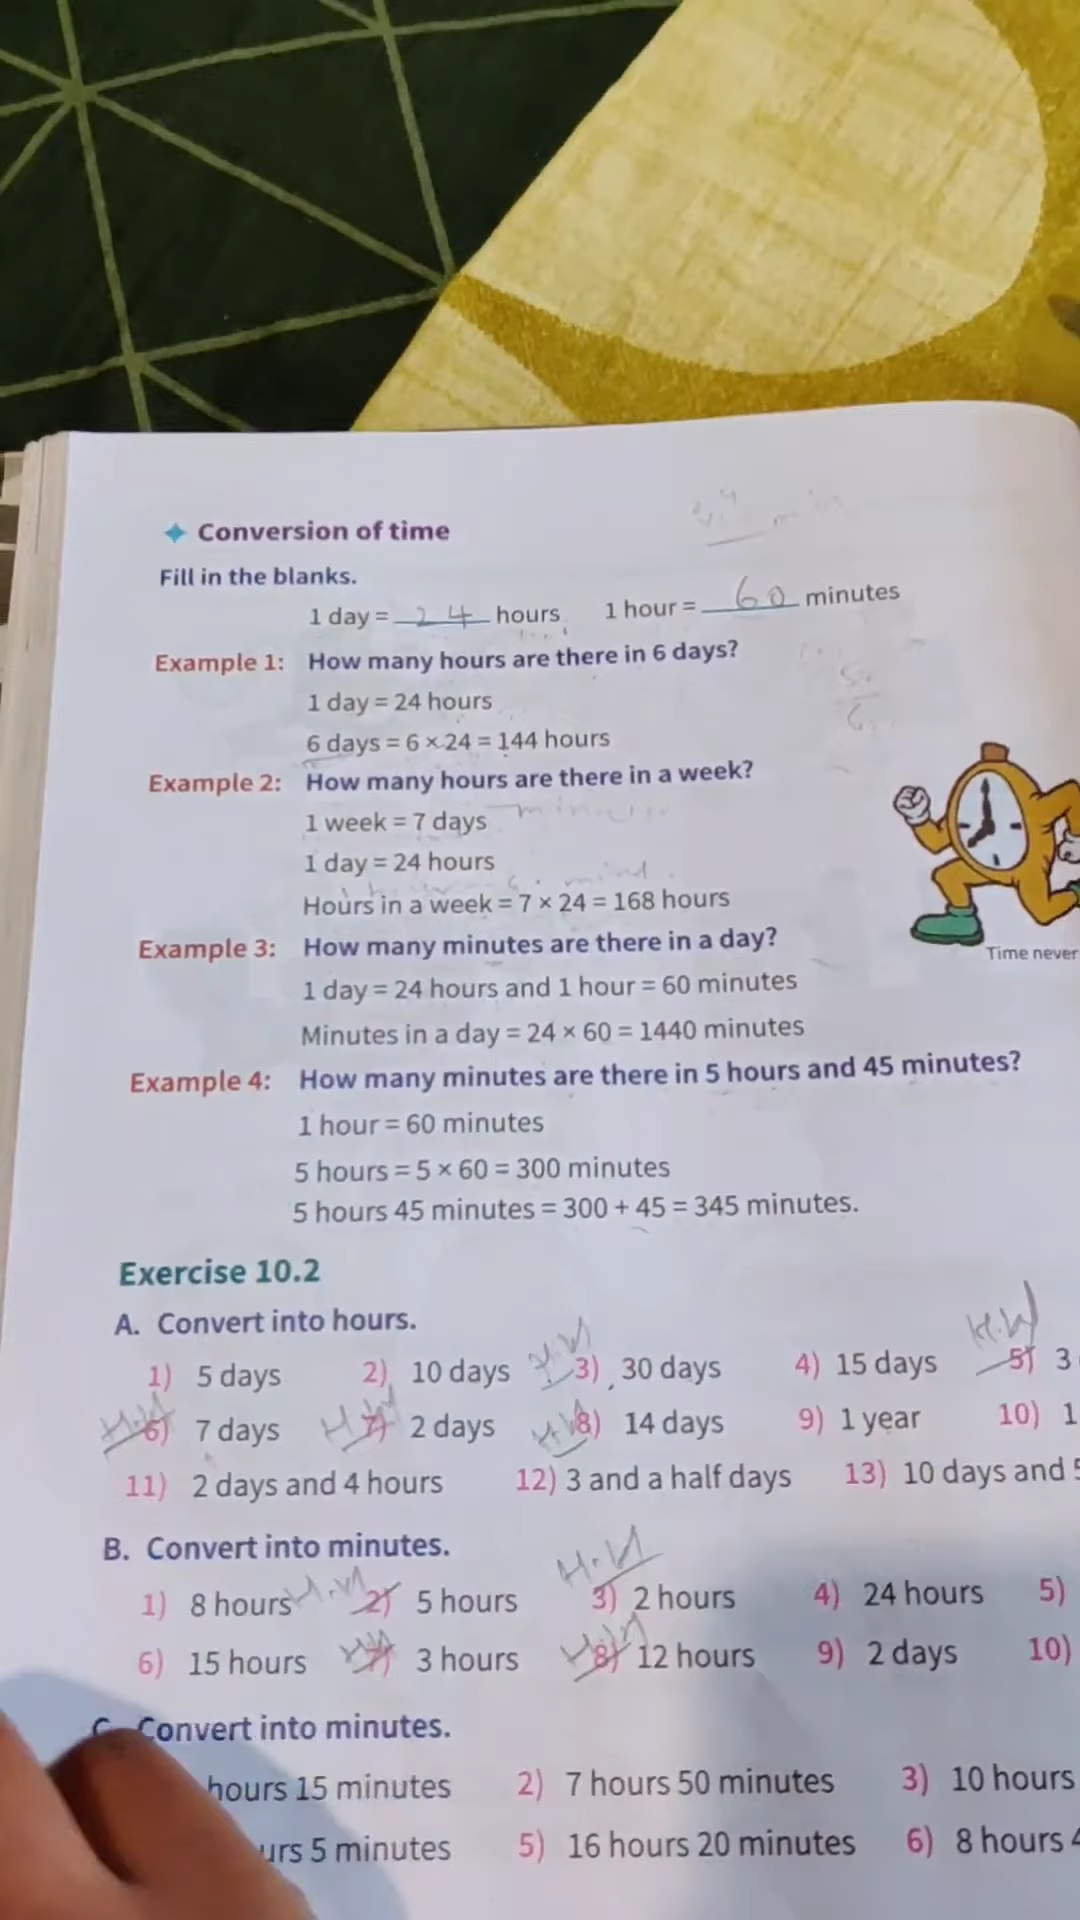 Conversion of time
Fill in the blanks.
1 day = 24 hours 1 hour = 60 minutes
Example 1: How many hours are there in 6 days?
1 day = 24 hours
6 days = 6 × 24 = 144 hours
Example 2: How many hours are there in a week?
1 week = 7 days
1 day = 24 hours
Hours in a week = 7 × 24 = 168 hours
Example 3: How many minutes are there in a day?
Time never
1 day = 24 hours and 1 hour = 60 minutes
Minutes in a day = 24 × 60 = 1440 minutes
Example 4: How many minutes are there in 5 hours and 45 minutes?
1 hour = 60 minutes
5 hours = 5 × 60 = 300 minutes
5 hours 45 minutes = 300 + 45 = 345 minutes.
Exercise 10.2
A. Convert into hours.
1) 5 days 2) 10 days H.W 3) 30 days 4) 15 days H.W 5) 3
H.W 6) 7 days H.W 7) 2 days H.W 8) 14 days 9) 1 year 10) 1
11) 2 days and 4 hours 12) 3 and a half days 13) 10 days and 5
B. Convert into minutes.
1) 8 hours H.W 2) 5 hours H.W 3) 2 hours 4) 24 hours 5)
6) 15 hours H.W 7) 3 hours H.W 8) 12 hours 9) 2 days 10)
C. Convert into minutes.
hours 15 minutes 2) 7 hours 50 minutes 3) 10 hours
urs 5 minutes 5) 16 hours 20 minutes 6) 8 hours 4